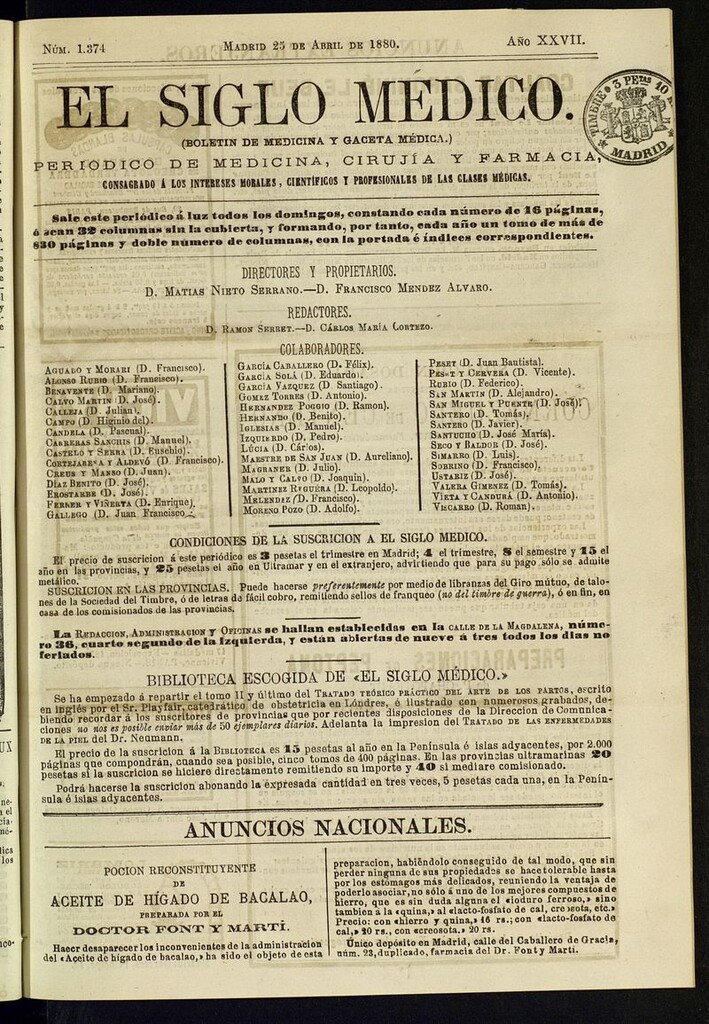 NÚM. 1.374
MADRID 25 DE ABRIL DE 1880.
AÑO XXVII.
EL SIGLO MÉDICO.
TIMBRE 3 PETAS 10
MADRID
(BOLETIN DE MEDICINA Y GACETA MÉDICA.)
PERIODICO DE MEDICINA, CIRUJÍA Y FARMACIA,
CONSAGRADO Á LOS INTERESES MORALES, CIENTÍFICOS Y PROFESIONALES DE LAS CLASES MÉDICAS.
Sale este periódico á luz todos los domingos, constando cada número de 16 páginas,
ó sean 32 columnas sin la cubierta, y formando, por tanto, cada año un tomo de más de
830 páginas y doble número de columnas, con la portada é índices correspondientes.
DIRECTORES Y PROPIETARIOS.
D. MATIAS NIETO SERRANO.—D. FRANCISCO MENDEZ ALVARO.
REDACTORES.
D. RAMON SERRET.—D. CÁRLOS MARÍA CORTEZO.
COLABORADORES.
AGUADO Y MORARI (D. Francisco).
ALONSO RUBIO (D. Francisco).
BENAVENTE (D. Mariano).
CALVO MARTIN (D. José).
CALLEJA (D. Julian).
CAMPO (D. Higinio del).
CANDELA (D. Pascual).
CARRERAS SANCHIS (D. Manuel).
CASTELO Y SERRA (D. Eusebio).
CORTEJARENA Y ALDEVÓ (D. Francisco).
CREUS Y MANSO (D. Juan).
DÍAZ BENITO (D. José).
EROSTARBE (D. José).
FERRER Y VIÑERTA (D. Enrique).
GALLEGO (D. Juan Francisco).
GARCÍA CABALLERO (D. Félix).
GARCIA SOLÁ (D. Eduardo).
GARCÍA VAZQUEZ (D Santiago).
GOMEZ TORRES (D. Antonio).
HERNANDEZ POGGIO (D. Ramon).
HERNANDO (D. Benito).
IGLESIAS (D. Manuel).
IZQUIERDO (D. Pedro).
LÚCIA (D. Cárlos).
MAESTRE DE SAN JUAN (D. Aureliano).
MAGRANER (D. Julio).
MALO Y CALVO (D. Joaquin).
MARTINEZ REGUERA (D. Leopoldo).
MELENDEZ (D. Francisco).
MORENO POZO (D. Adolfo).
PESET (D. Juan Bautista).
PESET Y CERVERA (D. Vicente).
RUBIO (D. Federico).
SAN MARTIN (D. Alejandro).
SAN MIGUEL Y PUENTE (D. José).
SANTERO (D. Tomás).
SANTERO (D. Javier).
SANTUCHO (D. José María).
SECO Y BALDOR (D. José).
SIMARRO (D. Luis).
SOBRINO (D. Francisco).
USTARIZ (D. José).
VALERA GIMENEZ (D. Tomás).
VIETA Y CANDURÁ (D. Antonio).
VISCARRO (D. Roman).
CONDICIONES DE LA SUSCRICION A EL SIGLO MEDICO.
El precio de suscricion á este periódico es 3 pesetas el trimestre en Madrid; 4 el trimestre, 8 el semestre y 15 el
año en las provincias, y 25 pesetas el año en Ultramar y en el extranjero, advirtiendo que para su pago sólo se admite
metálico.
SUSCRICION EN LAS PROVINCIAS. Puede hacerse preferentemente por medio de libranzas del Giro mútuo, de talo-
nes de la Sociedad del Timbre, ó de letras de fácil cobro, remitiendo sellos de franqueo (no del timbre de guerra), ó en fin, en
casa de los comisionados de las provincias.
LA REDACCION, ADMINISTRACION Y OFICINAS se hallan establecidas en la CALLE DE LA MAGDALENA, núme-
ro 36, cuarto segundo de la izquierda, y están abiertas de nueve á tres todos los dias no
feriados.
BIBLIOTECA ESCOGIDA DE «EL SIGLO MÉDICO.»
Se ha empezado á repartir el tomo II y último del TRATADO TEÓRICO PRÁCTICO DEL ARTE DE LOS PARTOS, escrito
en inglés por el Sr. Playfair, catedrático de obstetricia en Lóndres, é ilustrado con numerosos grabados, de-
biendo recordar á los suscritores de provincias que por recientes disposiciones de la Direccion de Comunica-
ciones no nos es posible enviar más de 50 ejemplares diarios. Adelanta la impresion del TRATADO DE LAS ENFERMEDADES
DE LA PIEL del Dr. Neumann.
El precio de la suscricion á la BIBLIOTECA es 15 pesetas al año en la Península é islas adyacentes, por 2.000
páginas que compondrán, cuando sea posible, cinco tomos de 400 páginas. En las provincias ultramarinas 20
pesetas si la suscricion se hiciere directamente remitiendo su importe y 40 si mediare comisionado.
Podrá hacerse la suscricion abonando la expresada cantidad en tres veces, 5 pesetas cada una, en la Penín-
sula é islas adyacentes.
ANUNCIOS NACIONALES.
POCION RECONSTITUYENTE
DE
ACEITE DE HÍGADO DE BACALAO,
PREPARADA POR EL
DOCTOR FONT Y MARTÍ.
Hacer desaparecer los inconvenientes de la administracion
del «Aceite de hígado de bacalao,» ha sido el objeto de esta
preparacion, habiéndolo conseguido de tal modo, que sin
perder ninguna de sus propiedades se hace tolerable hasta
por los estómagos más delicados, reuniendo la ventaja de
poderlo asociar, no sólo á uno de los mejores compuestos de
hierro, que es sin duda alguna el «ioduro ferroso,» sino
tambien á la «quina,» al «lacto-fosfato de cal, creosota, etc.»
Precio: con «hierro y quina,» 16 rs.; con «lacto-fosfato de
cal,» 20 rs., con «creosota.» 20 rs.
Único depósito en Madrid, calle del Caballero de Gracia,
núm. 23, duplicado, farmacia del Dr. Font y Martí.